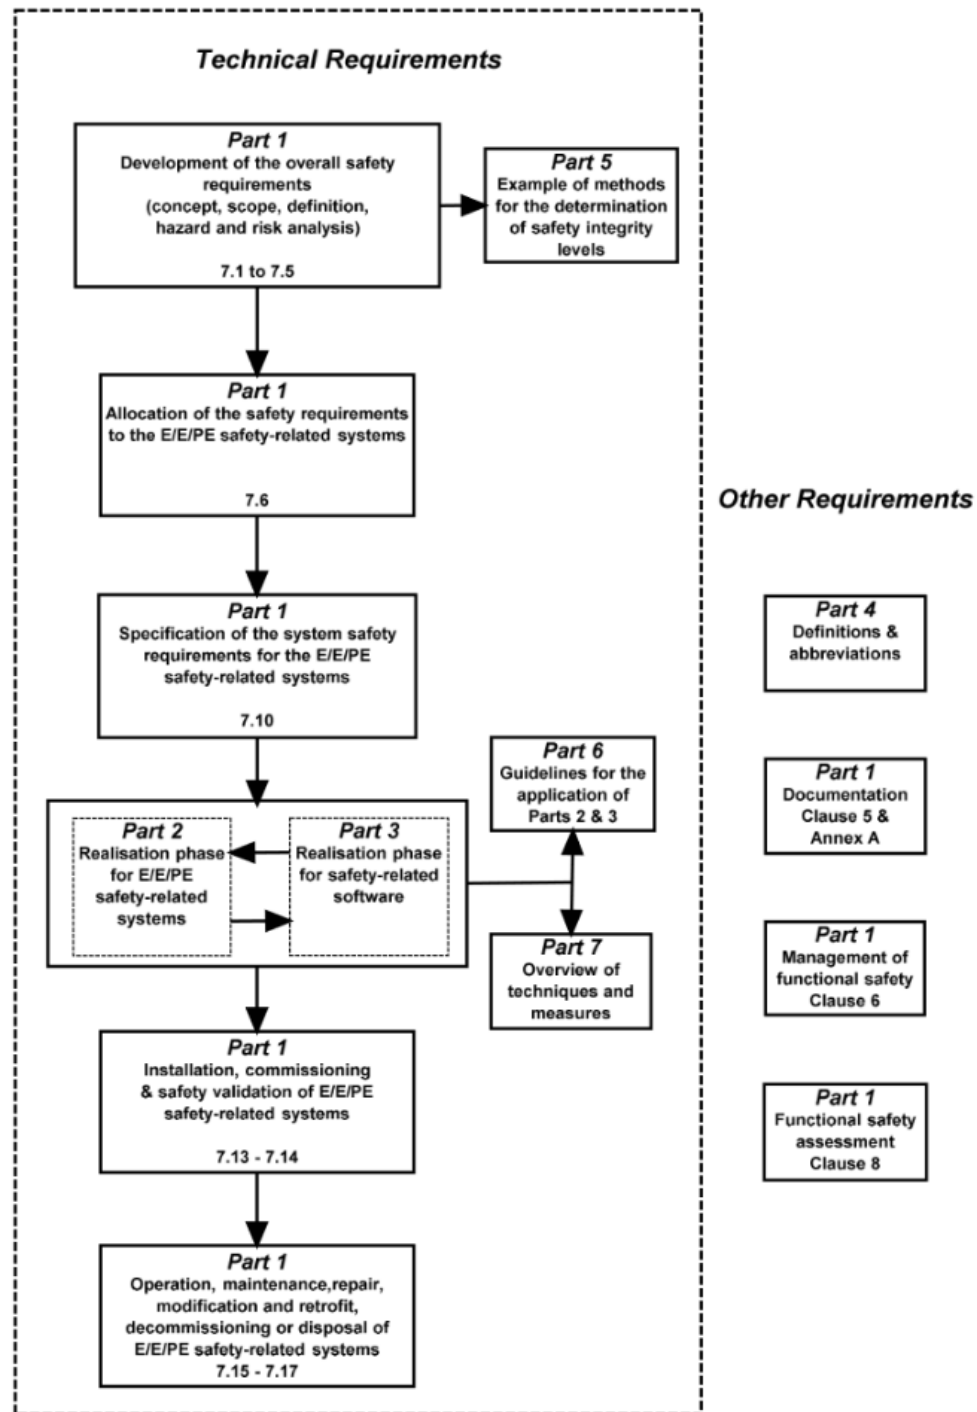 Technical Requirements
Part 1
Development of the overall safety
requirements
(concept, scope, definition,
hazard and risk analysis)
7.1 to 7.5
Part 5
Example of methods
for the determination
of safety integrity
levels
Part 1
Allocation of the safety requirements
to the E/E/PE safety-related systems
7.6
Part 1
Specification of the system safety
requirements for the E/E/PE
safety-related systems
7.10
Part 2
Realisation phase
for E/E/PE
safety-related
systems
Part 3
Realisation phase
for safety-related
software
Part 6
Guidelines for the
application of
Parts 2 & 3
Part 7
Overview of
techniques and
measures
Part 1
Installation, commissioning
& safety validation of E/E/PE
safety-related systems
7.13 - 7.14
Part 1
Operation, maintenance,repair,
modification and retrofit,
decommissioning or disposal of
E/E/PE safety-related systems
7.15 - 7.17
Other Requirements
Part 4
Definitions &
abbreviations
Part 1
Documentation
Clause 5 &
Annex A
Part 1
Management of
functional safety
Clause 6
Part 1
Functional safety
assessment
Clause 8